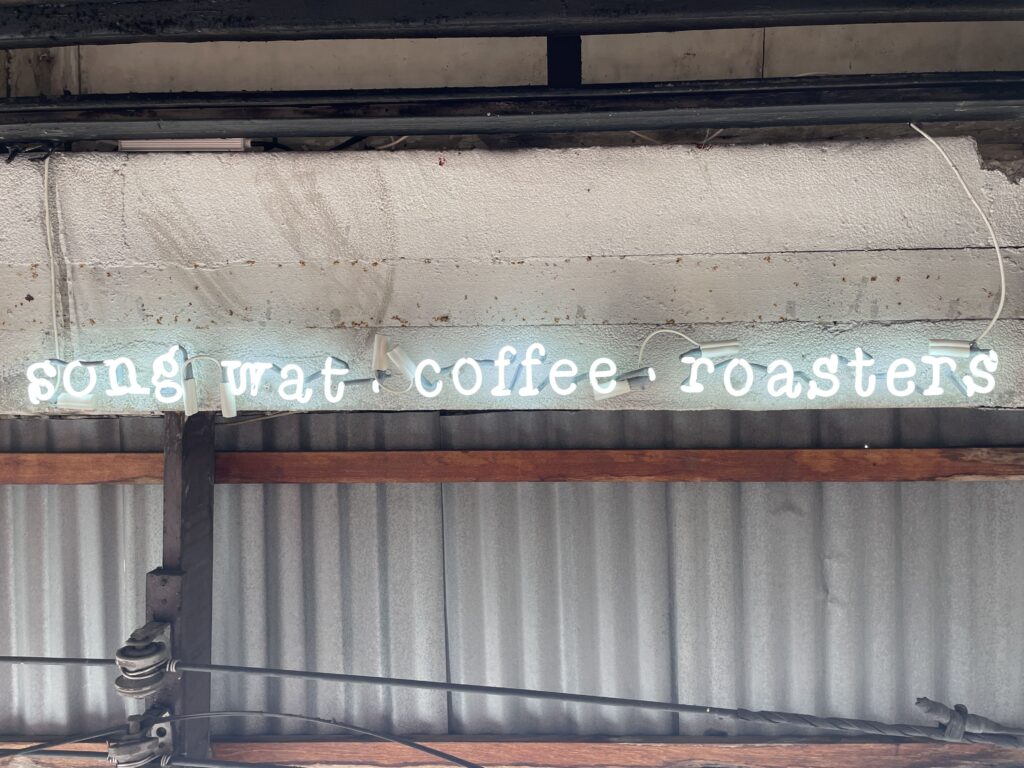 song wat · coffee · roasters